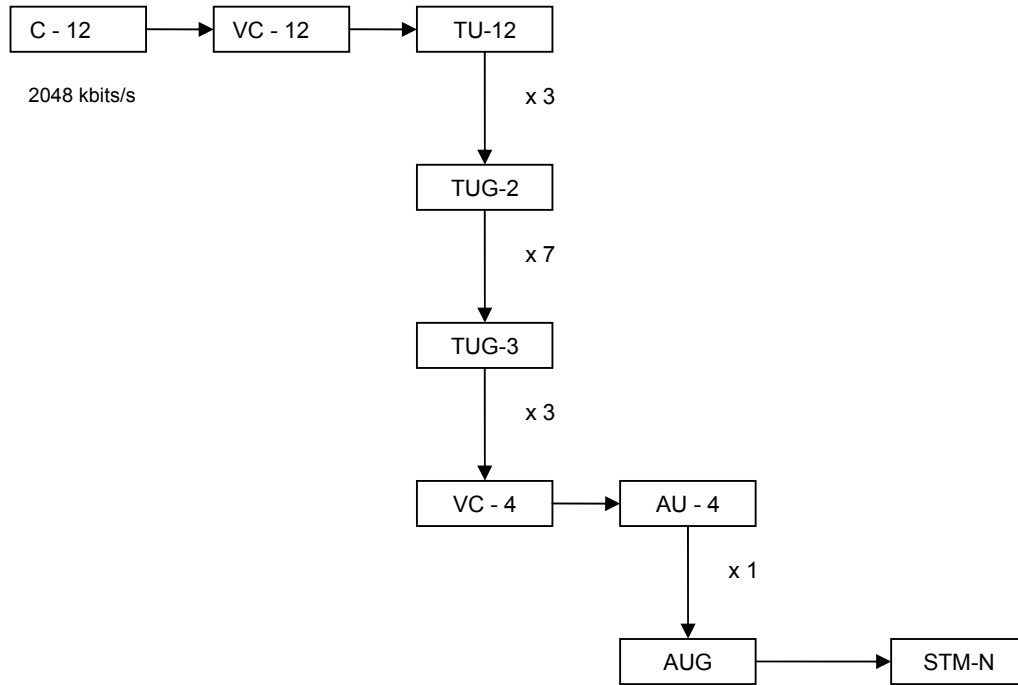 C - 12
VC - 12
TU-12
2048 kbits/s
x 3
TUG-2
x 7
TUG-3
x 3
VC - 4
AU - 4
x 1
AUG
STM-N